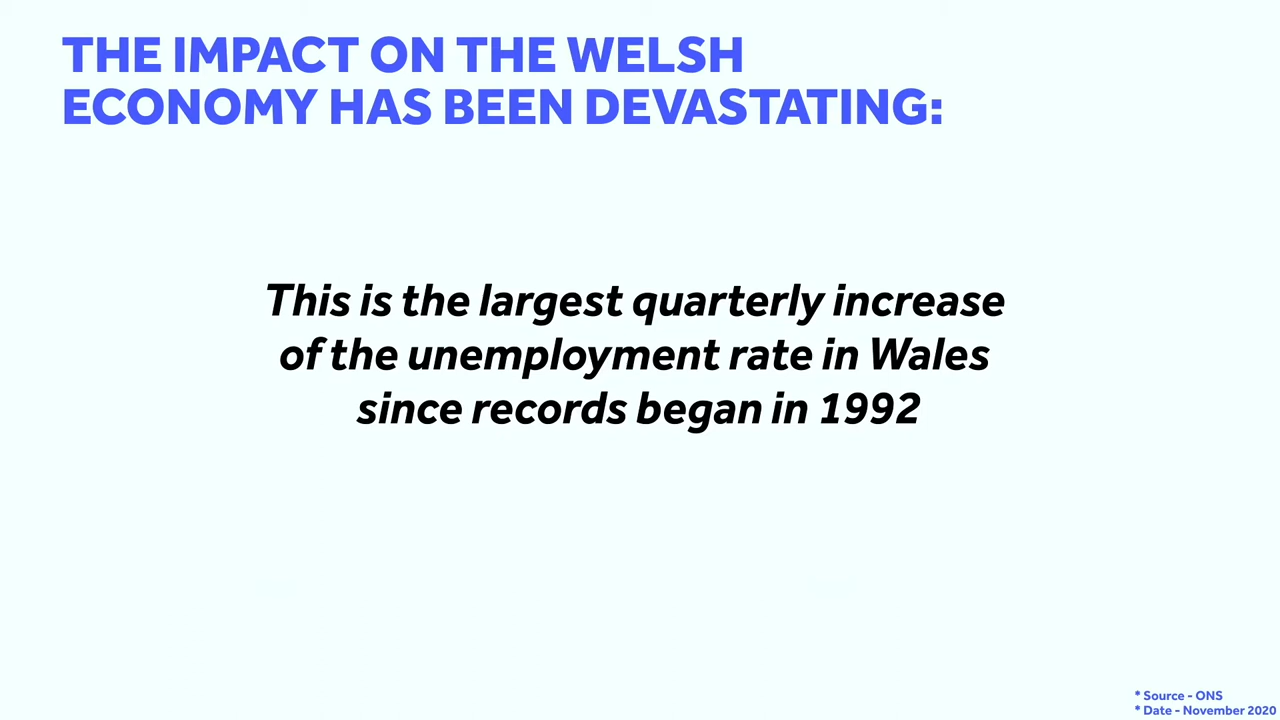 THE IMPACT ON THE WELSH
ECONOMY HAS BEEN DEVASTATING:
This is the largest quarterly increase
of the unemployment rate in Wales
since records began in 1992
* Source - ONS
* Date - November 2020